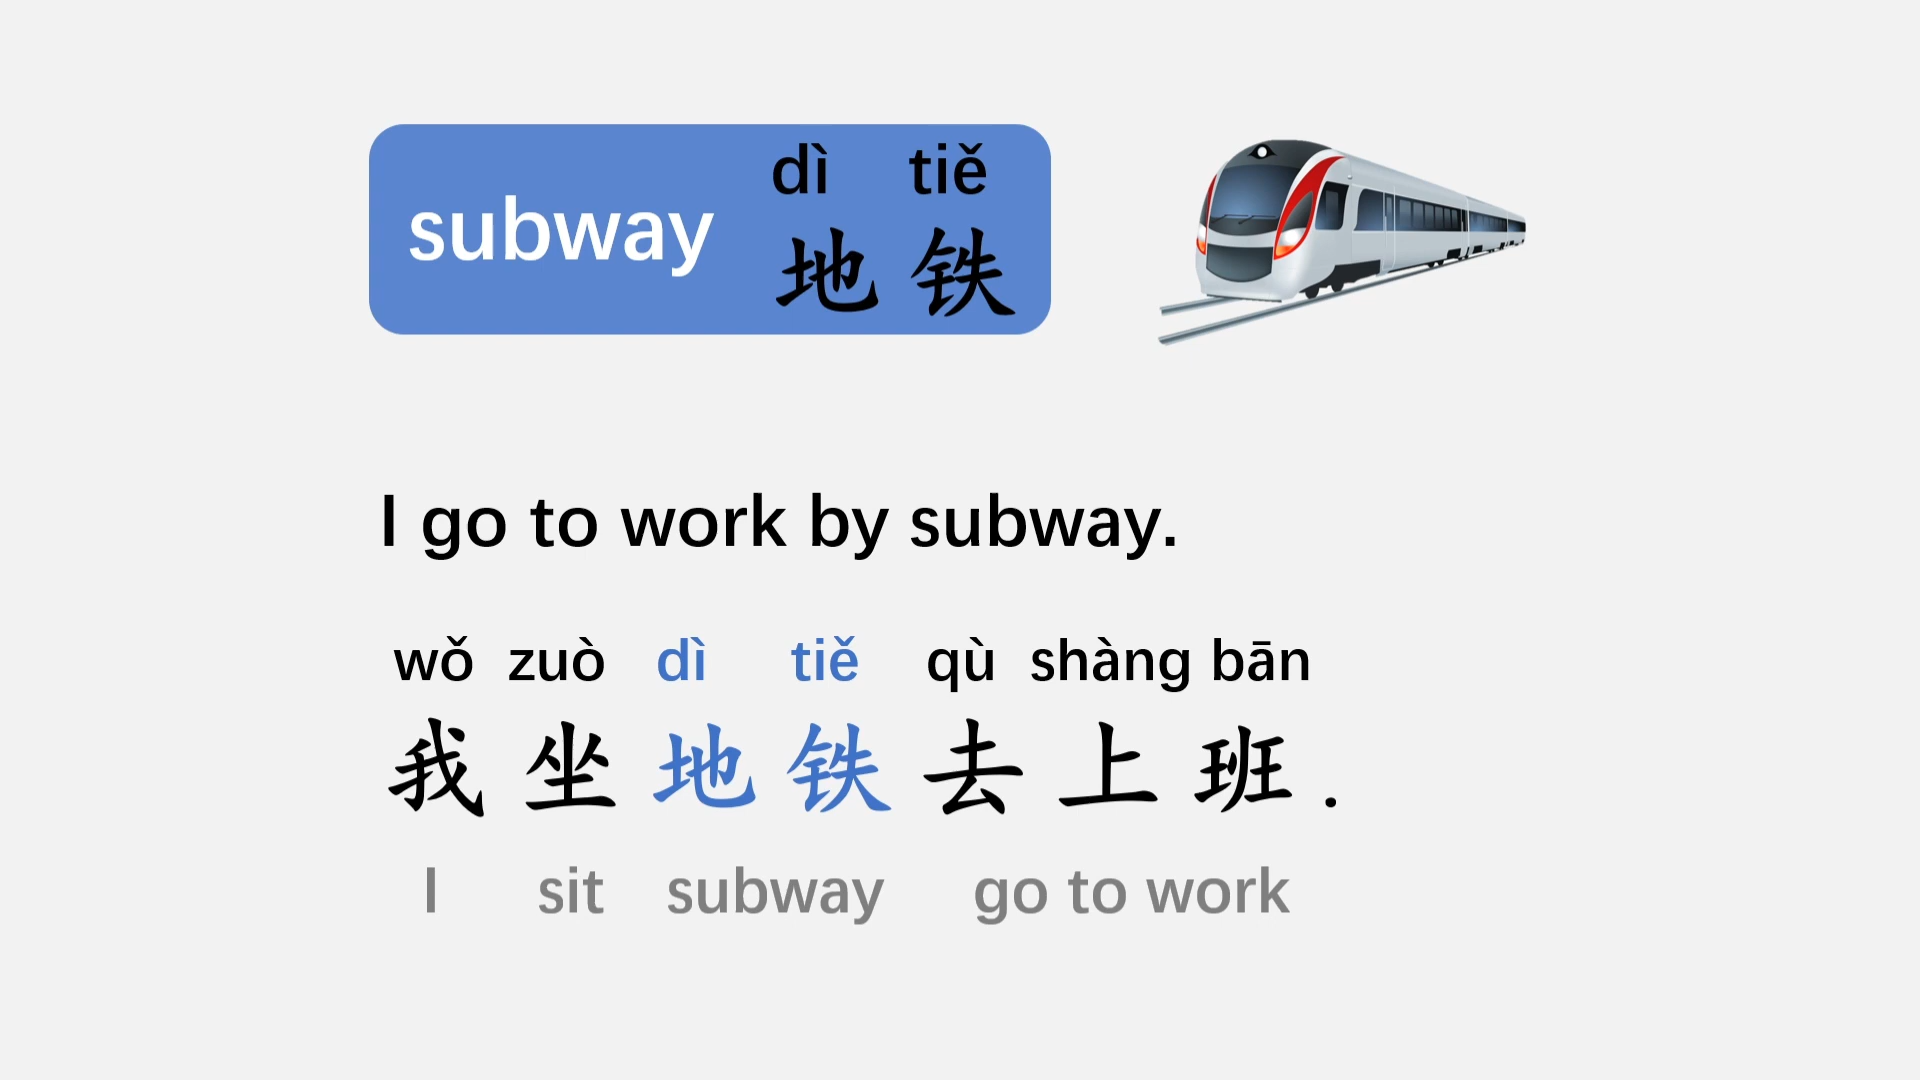 dì tiě
subway 地铁
I go to work by subway.
wǒ zuò dì tiě qù shàng bān
我坐地铁去上班.
I sit subway go to work